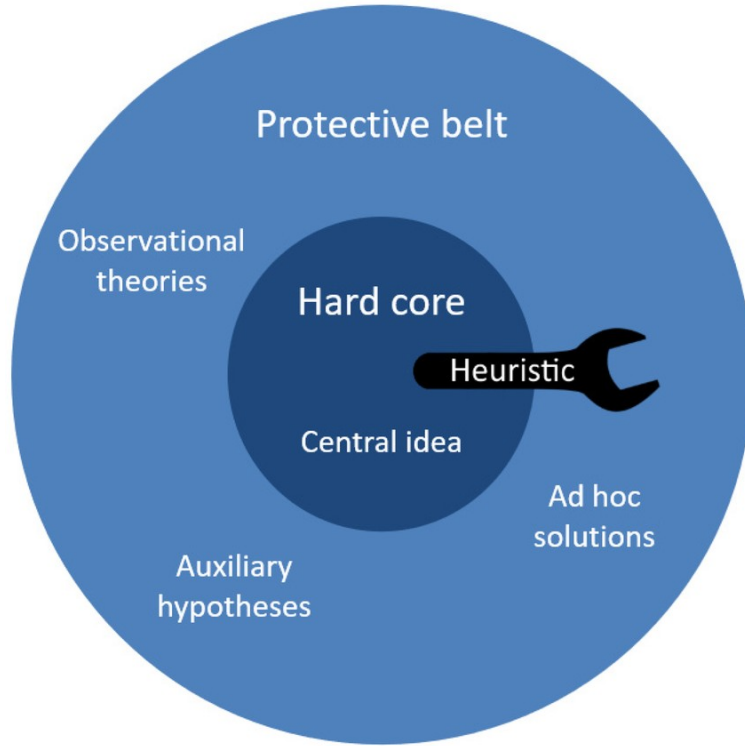 Protective belt
Observational
theories
Hard core
Heuristic
Central idea
Ad hoc
solutions
Auxiliary
hypotheses